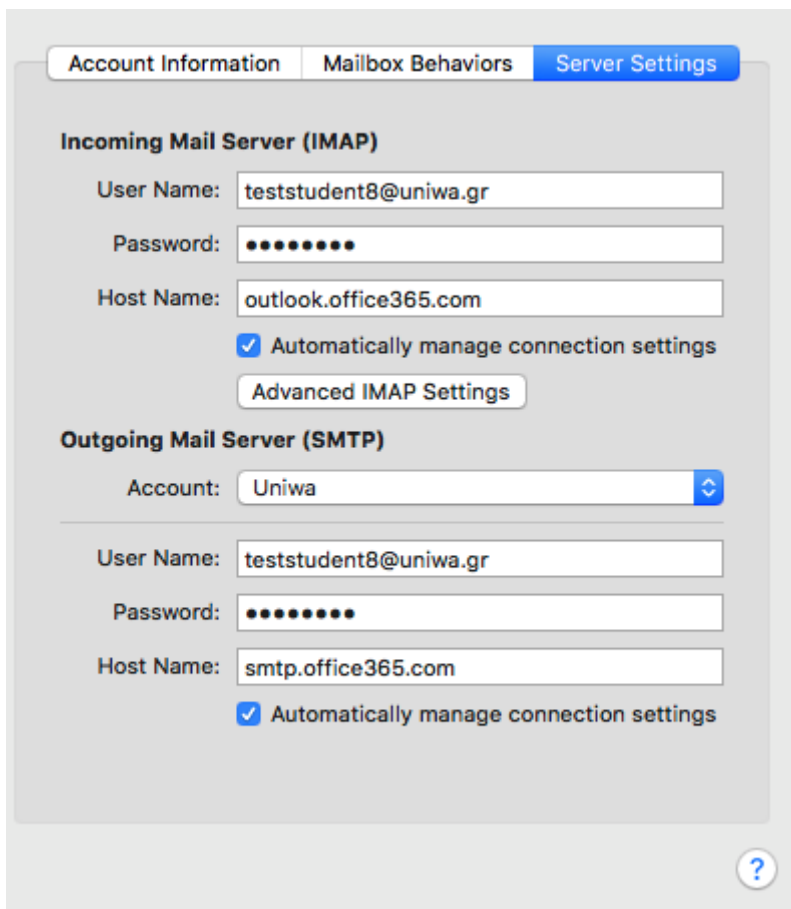 Account Information Mailbox Behaviors Server Settings
Incoming Mail Server (IMAP)
User Name: teststudent8@uniwa.gr
Password: ••••••••
Host Name: outlook.office365.com
Automatically manage connection settings
Advanced IMAP Settings
Outgoing Mail Server (SMTP)
Account: Uniwa
User Name: teststudent8@uniwa.gr
Password: ••••••••
Host Name: smtp.office365.com
Automatically manage connection settings
?